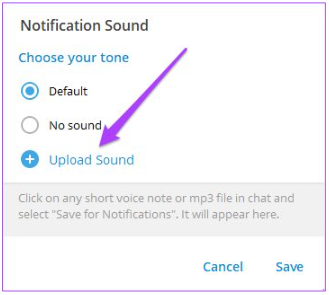 Notification Sound
Choose your tone
Default
No sound
Upload Sound
Click on any short voice note or mp3 file in chat and
select "Save for Notifications". It will appear here.
Cancel Save